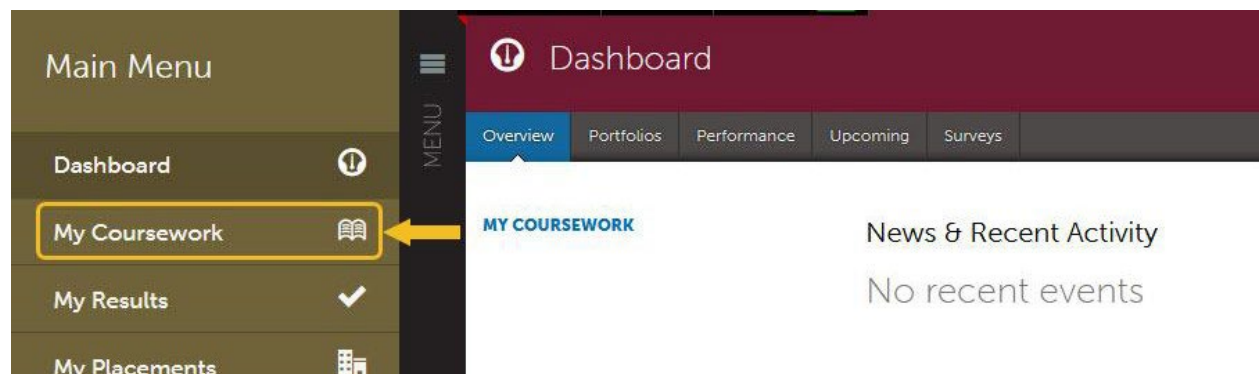 Main Menu
Dashboard
My Coursework
My Results
My Placements
MENU
Dashboard
Overview Portfolios Performance Upcoming Surveys
MY COURSEWORK
News & Recent Activity
No recent events